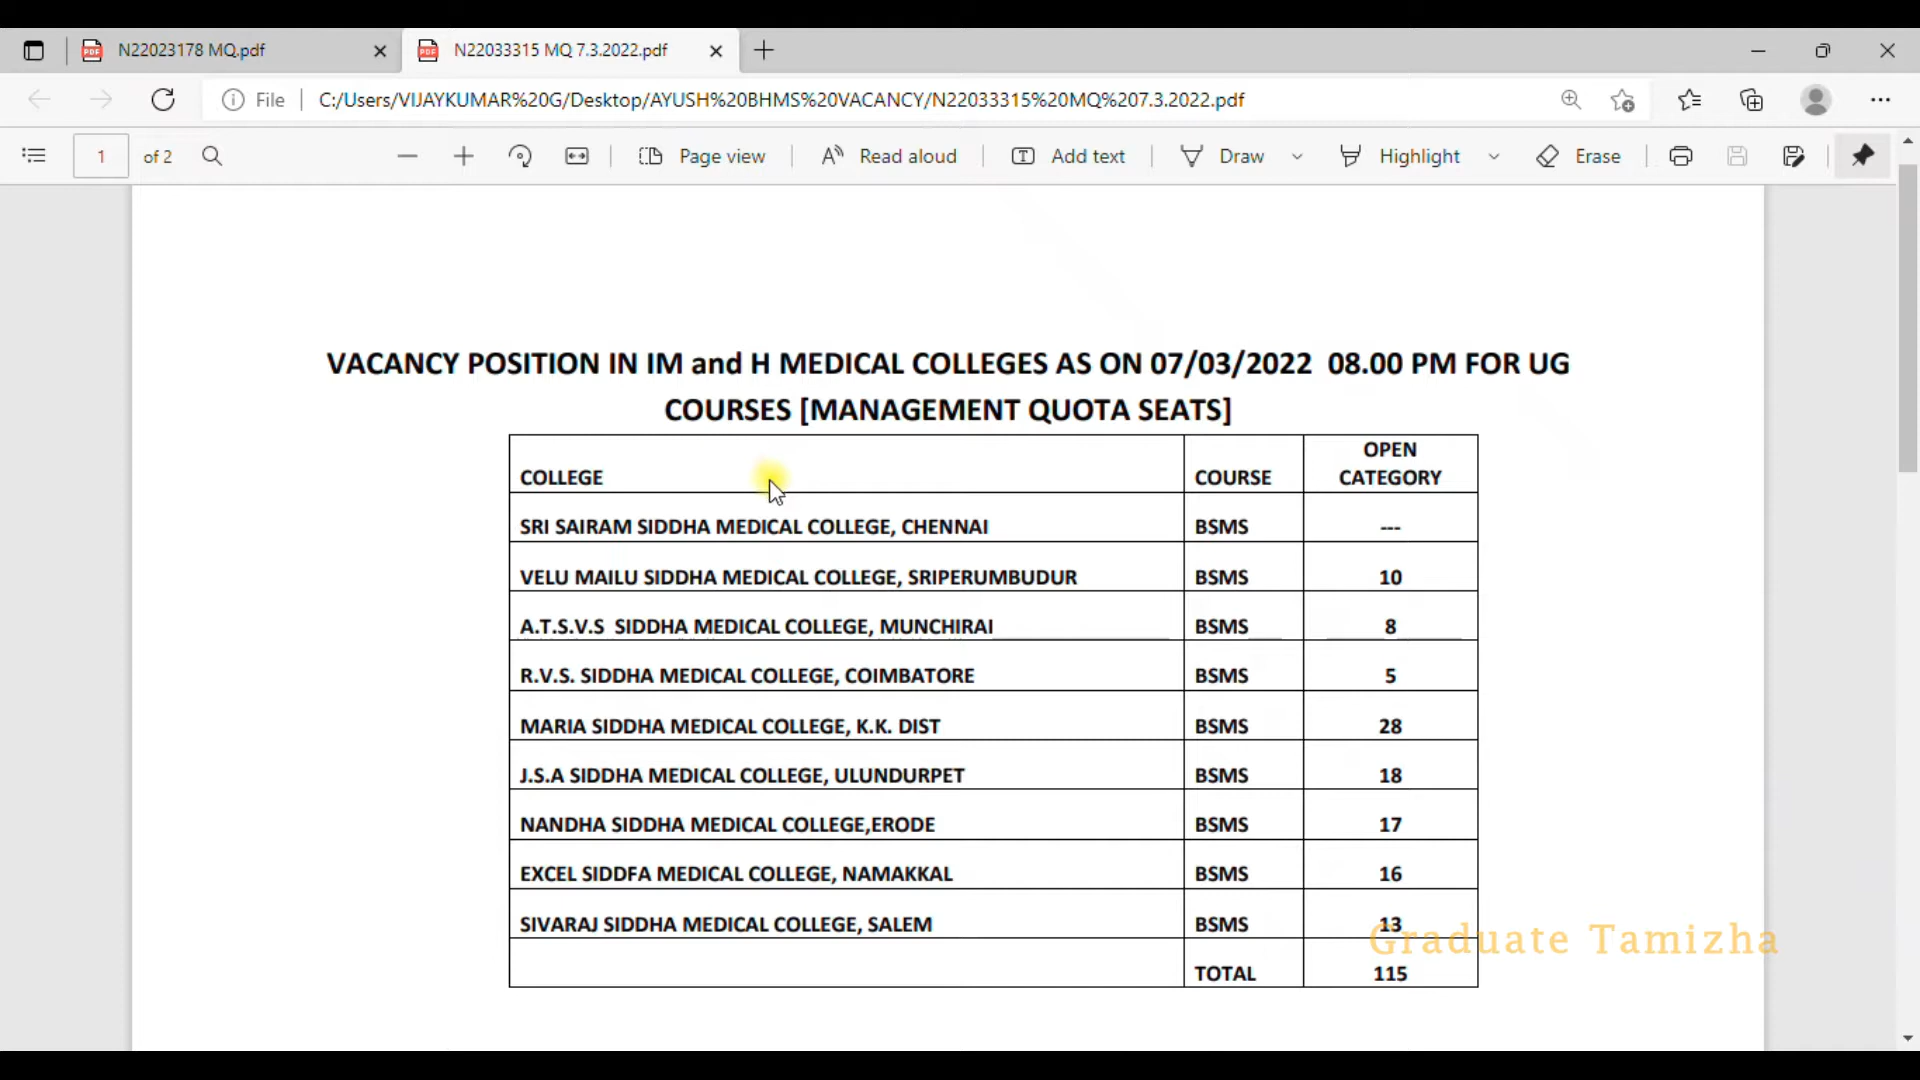 N22023178 MQ.pdf
N22033315 MQ 7.3.2022.pdf
File
C:/Users/VIJAYKUMAR%20G/Desktop/AYUSH%20BHMS%20VACANCY/N22033315%20MQ%207.3.2022.pdf
1 of 2
Page view
Read aloud
Add text
Draw
Highlight
Erase
VACANCY POSITION IN IM and H MEDICAL COLLEGES AS ON 07/03/2022 08.00 PM FOR UG
COURSES [MANAGEMENT QUOTA SEATS]
COLLEGE COURSE OPEN CATEGORY
SRI SAIRAM SIDDHA MEDICAL COLLEGE, CHENNAI BSMS ---
VELU MAILU SIDDHA MEDICAL COLLEGE, SRIPERUMBUDUR BSMS 10
A.T.S.V.S SIDDHA MEDICAL COLLEGE, MUNCHIRAI BSMS 8
R.V.S. SIDDHA MEDICAL COLLEGE, COIMBATORE BSMS 5
MARIA SIDDHA MEDICAL COLLEGE, K.K. DIST BSMS 28
J.S.A SIDDHA MEDICAL COLLEGE, ULUNDURPET BSMS 18
NANDHA SIDDHA MEDICAL COLLEGE,ERODE BSMS 17
EXCEL SIDDFA MEDICAL COLLEGE, NAMAKKAL BSMS 16
SIVARAJ SIDDHA MEDICAL COLLEGE, SALEM BSMS 13
Graduate Tamizha
TOTAL 115